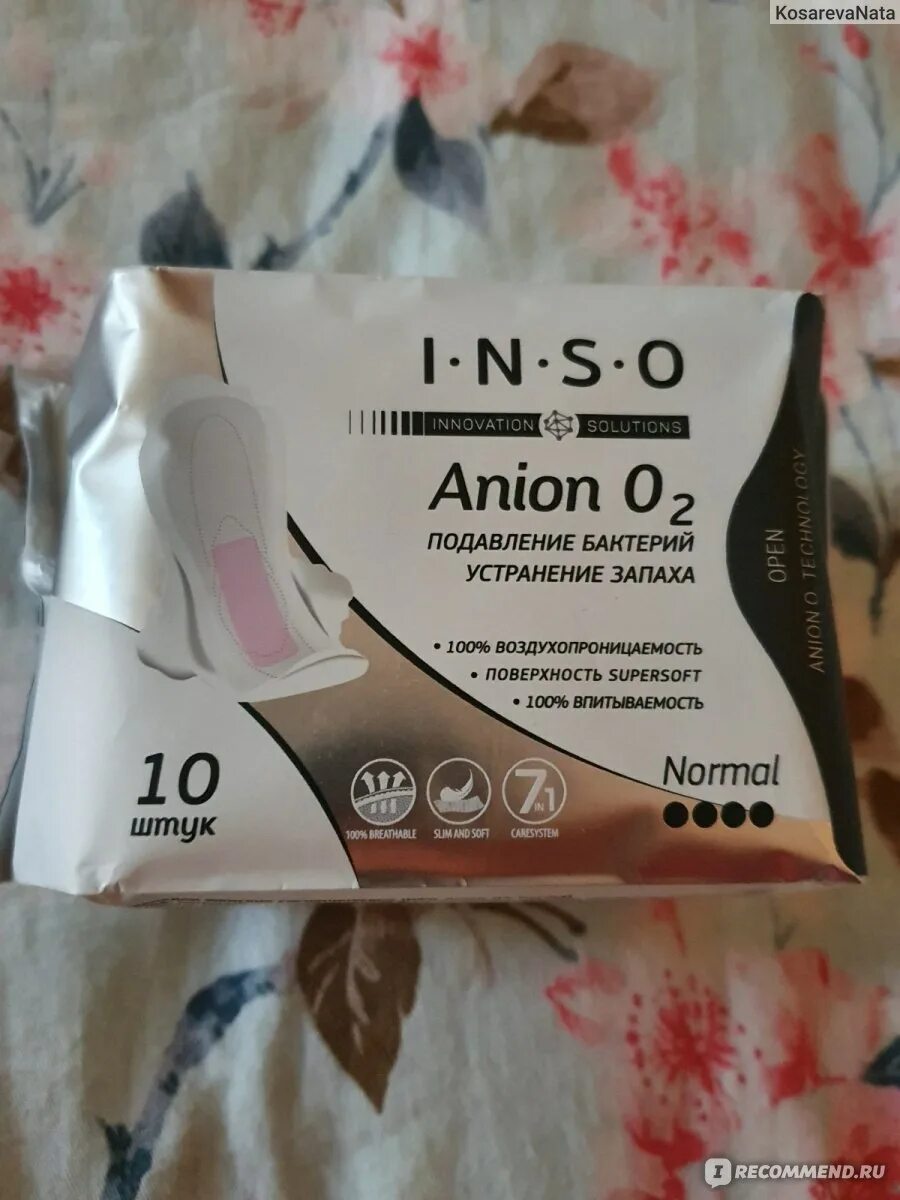 KosarevaNata
I·N·S·O
INNOVATION SOLUTIONS
Anion O2
ПОДАВЛЕНИЕ БАКТЕРИЙ
УСТРАНЕНИЕ ЗАПАХА
• 100% ВОЗДУХОПРОНИЦАЕМОСТЬ
• ПОВЕРХНОСТЬ SUPERSOFT
• 100% ВПИТЫВАЕМОСТЬ
OPEN
ANION O TECHNOLOGY
10
штук
7 IN 1
100% BREATHABLE
SLIM AND SOFT
CARESYSTEM
Normal
IRECOMMEND.RU